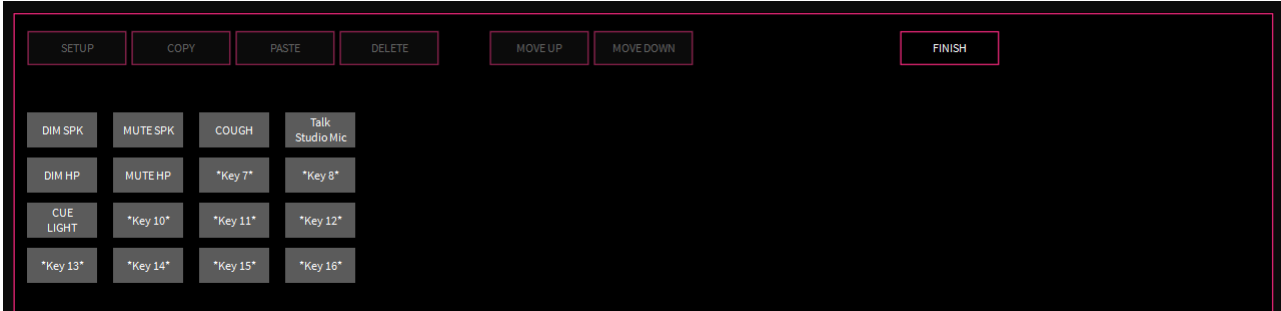 SETUP COPY PASTE DELETE MOVE UP MOVE DOWN FINISH
DIM SPK MUTE SPK COUGH Talk
Studio Mic
DIM HP MUTE HP *Key 7* *Key 8*
CUE
LIGHT *Key 10* *Key 11* *Key 12*
*Key 13* *Key 14* *Key 15* *Key 16*